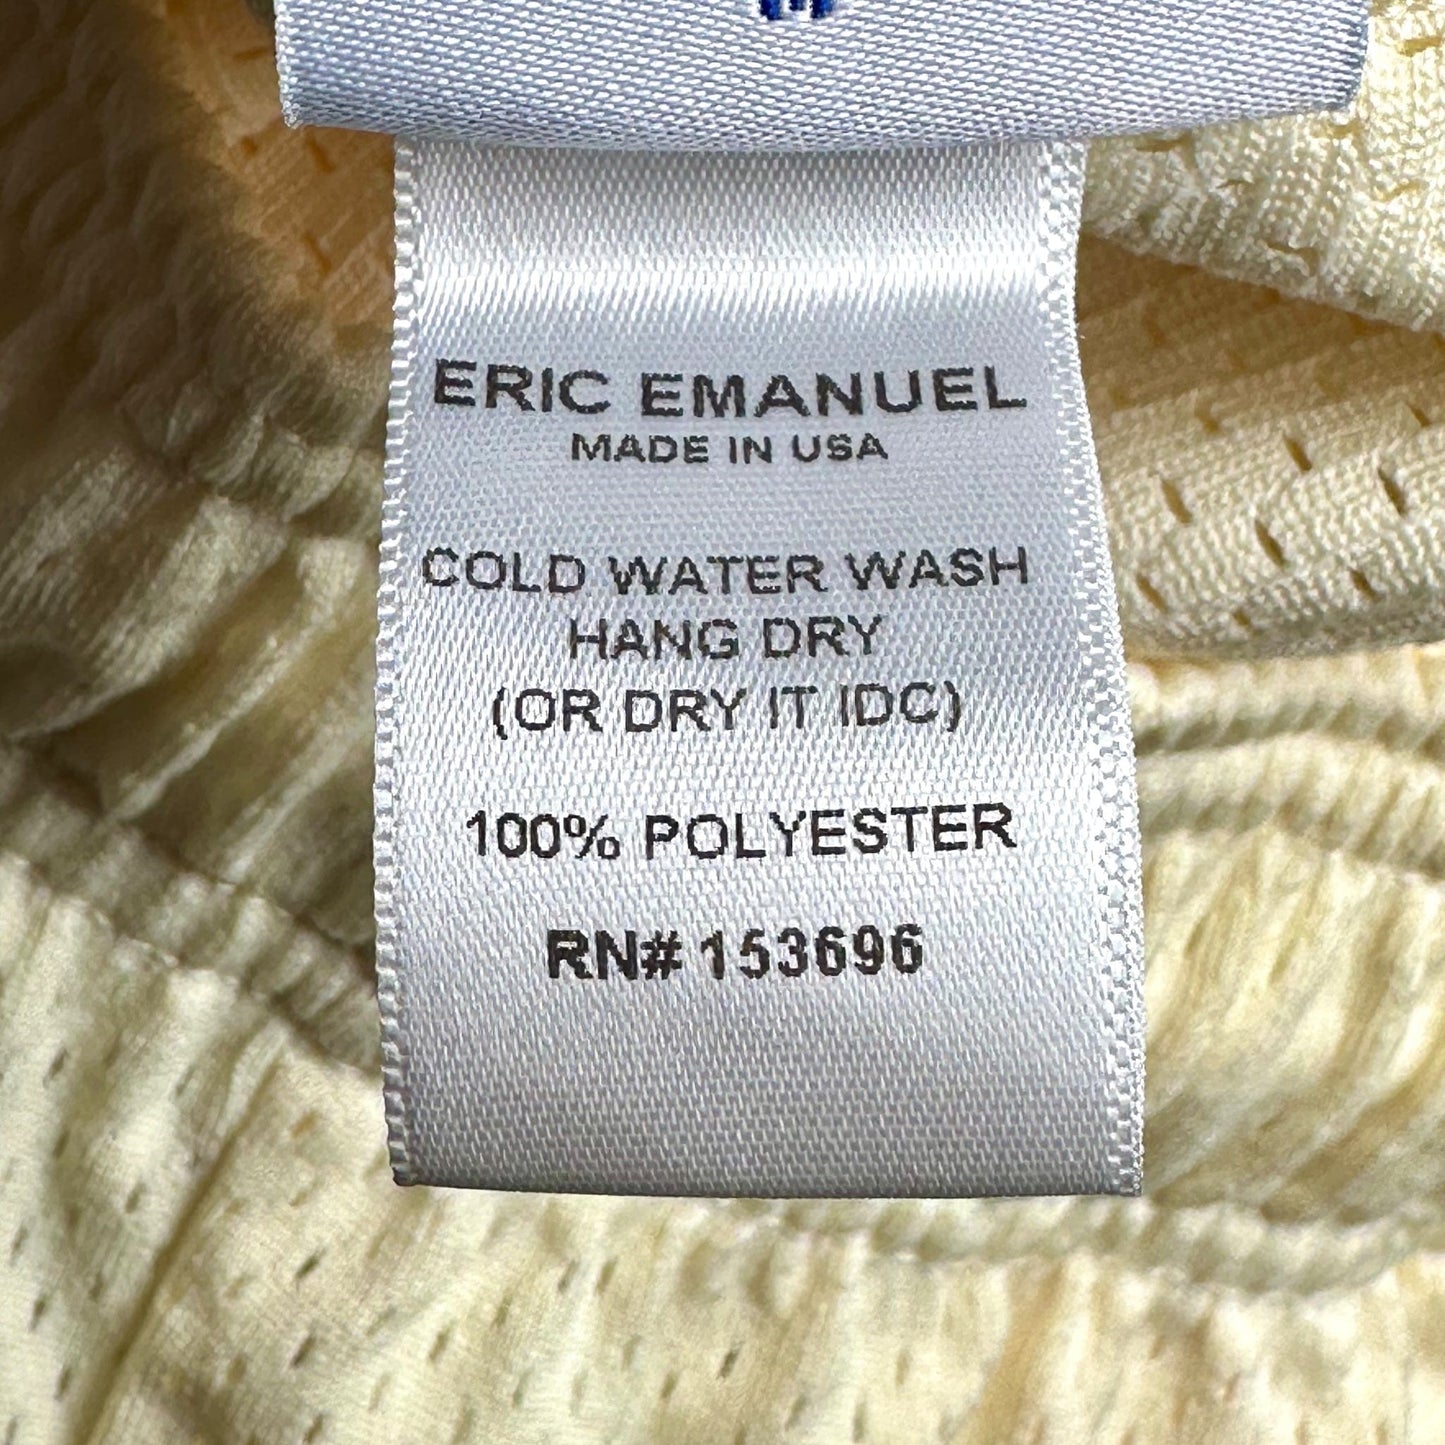 ERIC EMANUEL
MADE IN USA
COLD WATER WASH
HANG DRY
(OR DRY IT IDC)
100% POLYESTER
RN# 153696